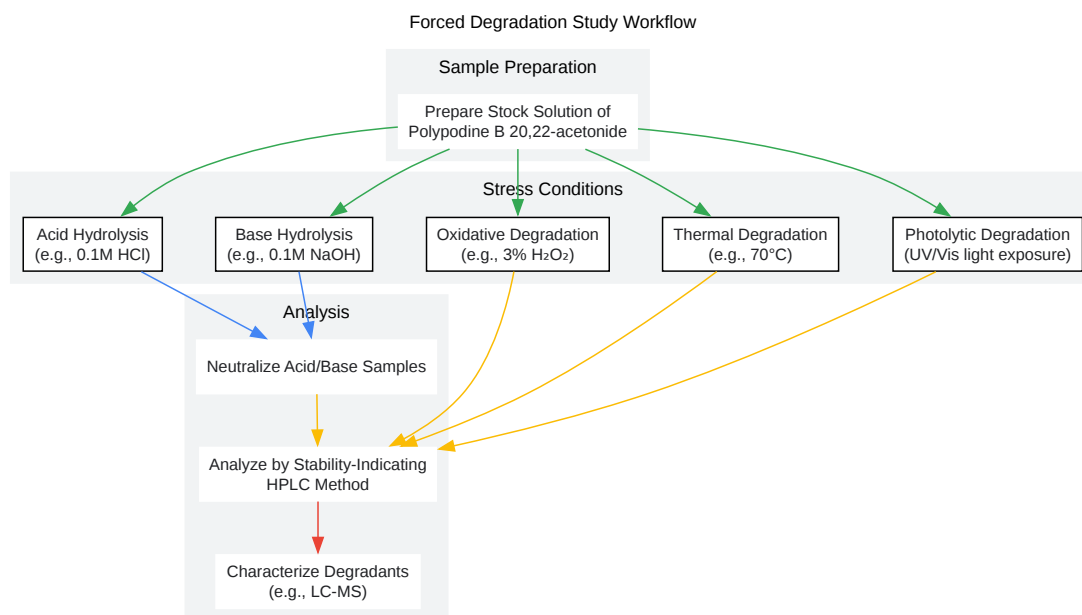 Forced Degradation Study Workflow
Sample Preparation
Prepare Stock Solution of
Polypodine B 20,22-acetonide
Stress Conditions
Acid Hydrolysis
(e.g., 0.1M HCl)
Base Hydrolysis
(e.g., 0.1M NaOH)
Oxidative Degradation
(e.g., 3% H₂O₂)
Thermal Degradation
(e.g., 70°C)
Photolytic Degradation
(UV/Vis light exposure)
Analysis
Neutralize Acid/Base Samples
Analyze by Stability-Indicating
HPLC Method
Characterize Degradants
(e.g., LC-MS)